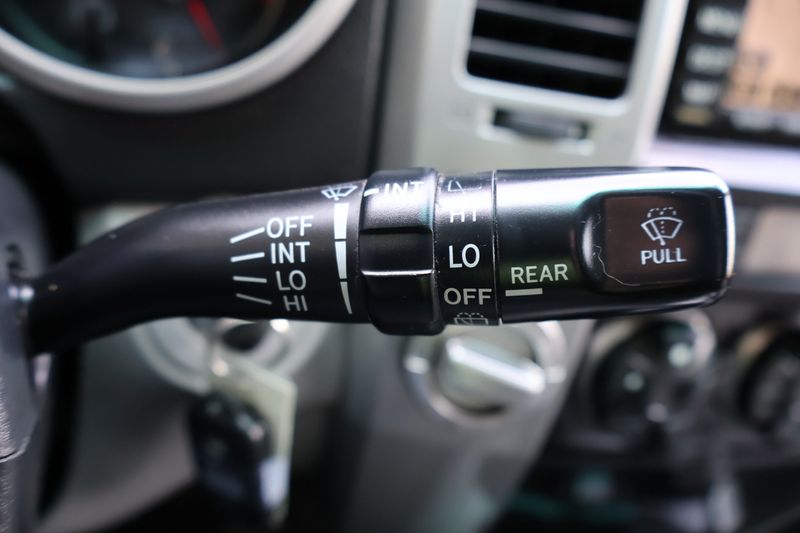 OFF
INT
LO
HI
INT
HI
LO
OFF
REAR
PULL